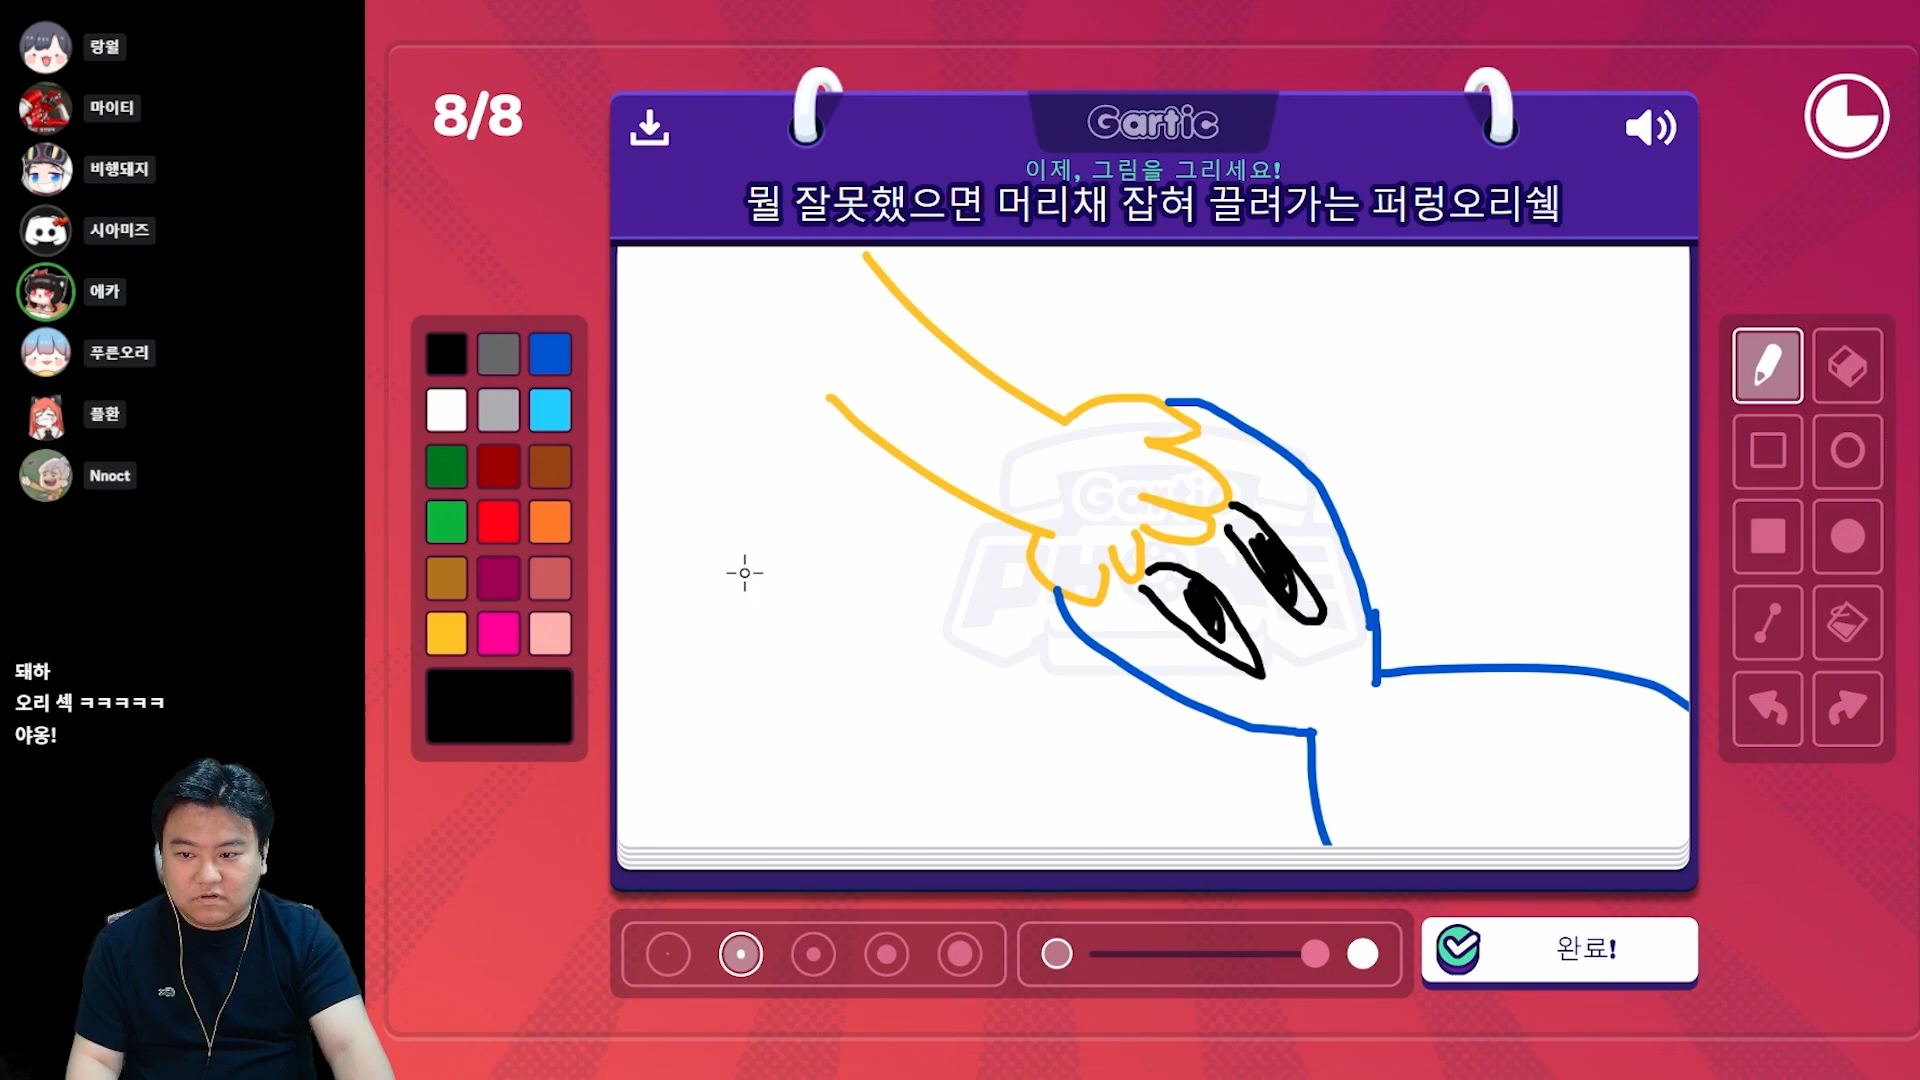 랑월
마이티
비행돼지
시아미즈
에카
푸른오리
플환
Nnoct
돼하
오리 섹 ㅋㅋㅋㅋㅋ
야옹!
8/8
Gartic
이제, 그림을 그리세요!
뭘 잘못했으면 머리채 잡혀 끌려가는 퍼렁오리쉨
Gartic
PHONE
완료!